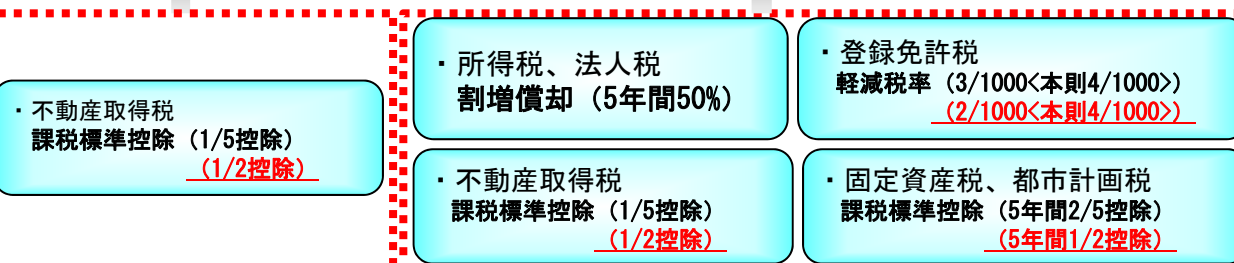 ・不動産取得税
課税標準控除（1/5控除）
（1/2控除）
・所得税、法人税
割増償却（5年間50%）
・登録免許税
軽減税率（3/1000<本則4/1000>）
（2/1000<本則4/1000>）
・不動産取得税
課税標準控除（1/5控除）
（1/2控除）
・固定資産税、都市計画税
課税標準控除（5年間2/5控除）
（5年間1/2控除）